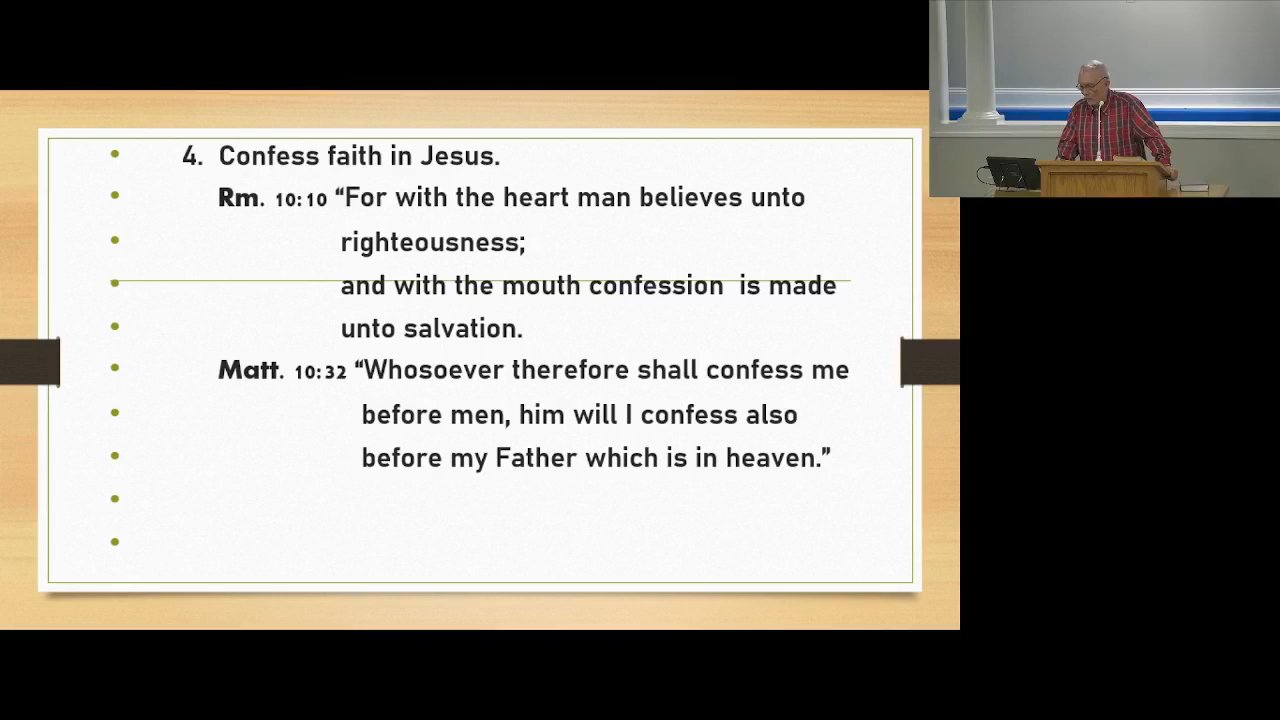 4. Confess faith in Jesus.
Rm. 10:10 “For with the heart man believes unto
righteousness;
and with the mouth confession is made
unto salvation.
Matt. 10:32 “Whosoever therefore shall confess me
before men, him will I confess also
before my Father which is in heaven.”